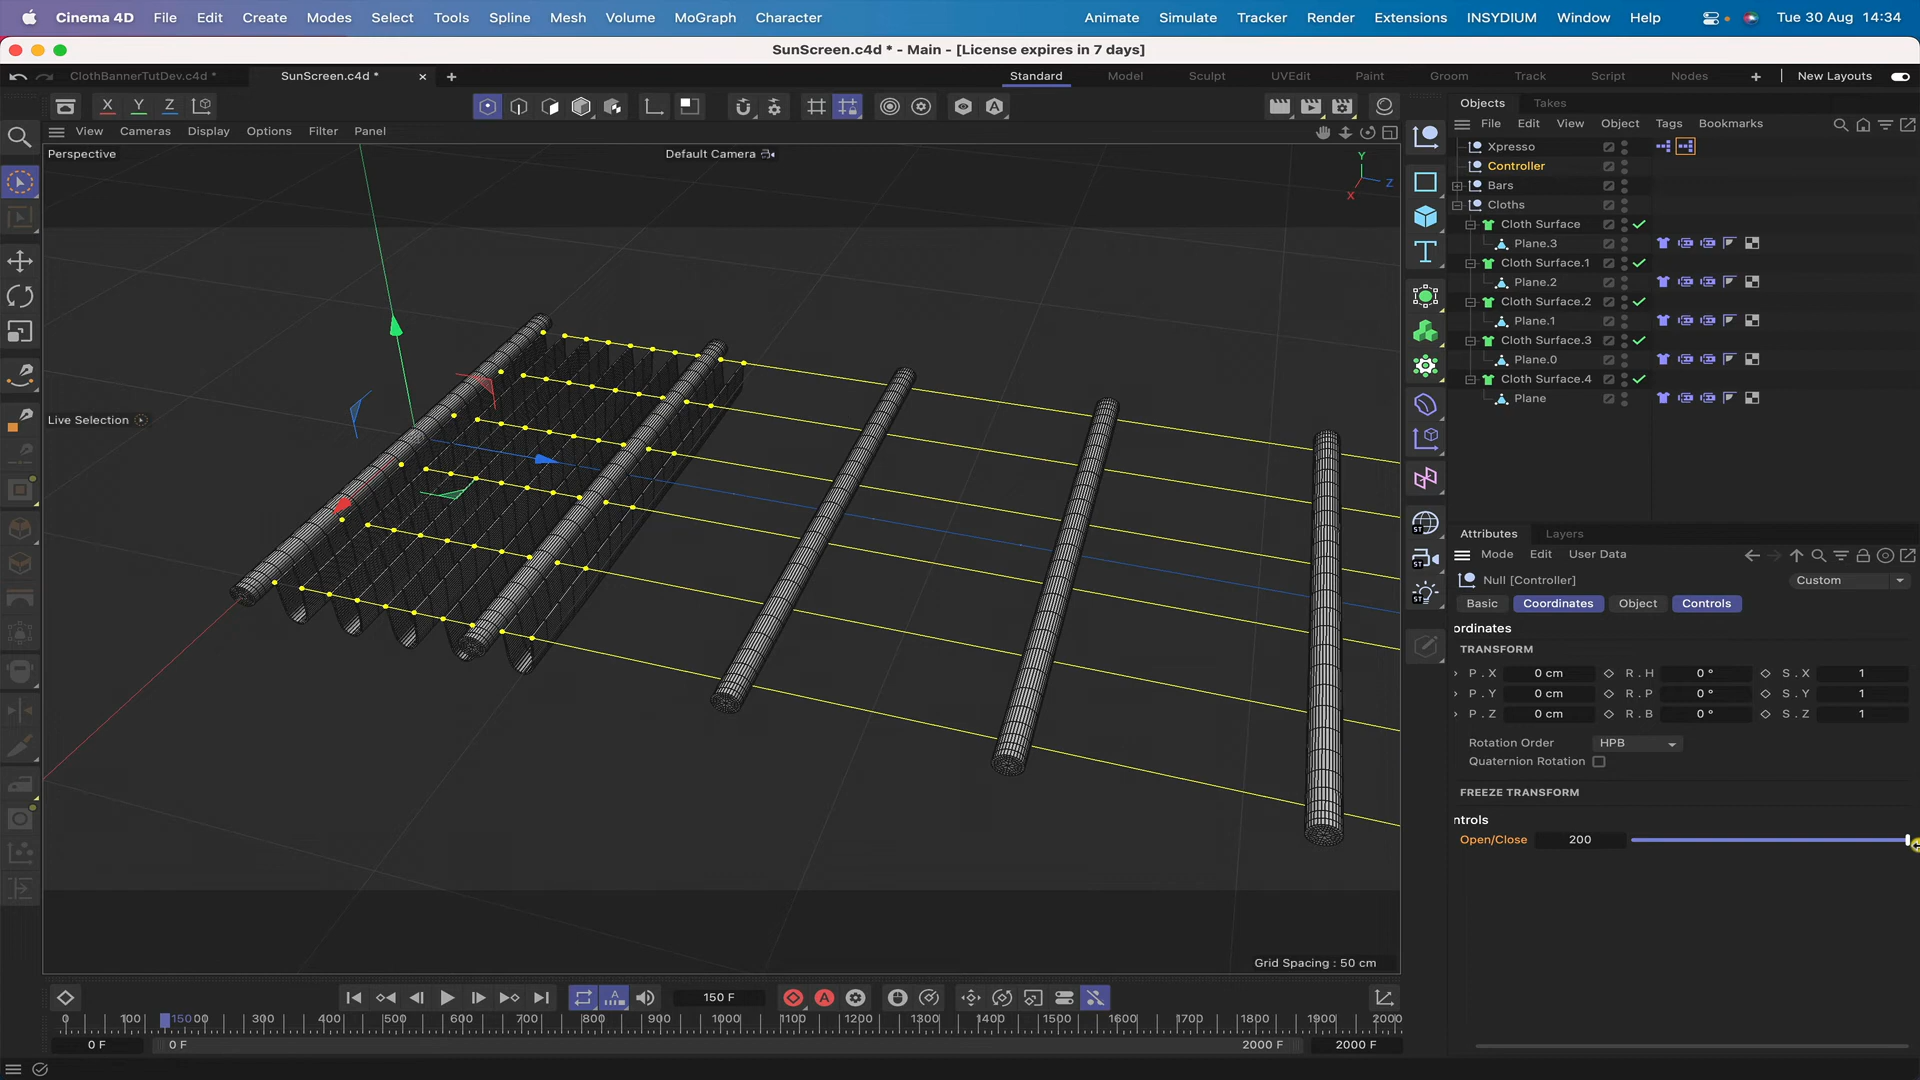 Cinema 4D File Edit Create Modes Select Tools Spline Mesh Volume MoGraph Character Animate Simulate Tracker Render Extensions INSYDIUM Window Help Tue 30 Aug 14:34
SunScreen.c4d * - Main - [License expires in 7 days]
ClothBannerTutDev.c4d * SunScreen.c4d * Standard Model Sculpt UVEdit Paint Groom Track Script Nodes New Layouts
X Y Z
Objects Takes
View Cameras Display Options Filter Panel
File Edit View Object Tags Bookmarks
Perspective
Default Camera
Y
Z
X
Xpresso
Controller
Bars
Cloths
Cloth Surface
Plane.3
Cloth Surface.1
Plane.2
Cloth Surface.2
Plane.1
Cloth Surface.3
Plane.0
Cloth Surface.4
Plane
Live Selection
ST
ST
ST
Attributes Layers
Mode Edit User Data
Null [Controller] Custom
Basic Coordinates Object Controls
ordinates
TRANSFORM
P . X 0 cm R . H 0 ° S . X 1
P . Y 0 cm R . P 0 ° S . Y 1
P . Z 0 cm R . B 0 ° S . Z 1
Rotation Order HPB
Quaternion Rotation
FREEZE TRANSFORM
ntrols
Open/Close 200
Grid Spacing : 50 cm
150 F
0 100 150 00 300 400 500 600 700 800 900 1000 1100 1200 1300 1400 1500 1600 1700 1800 1900 2000
0 F 0 F 2000 F 2000 F